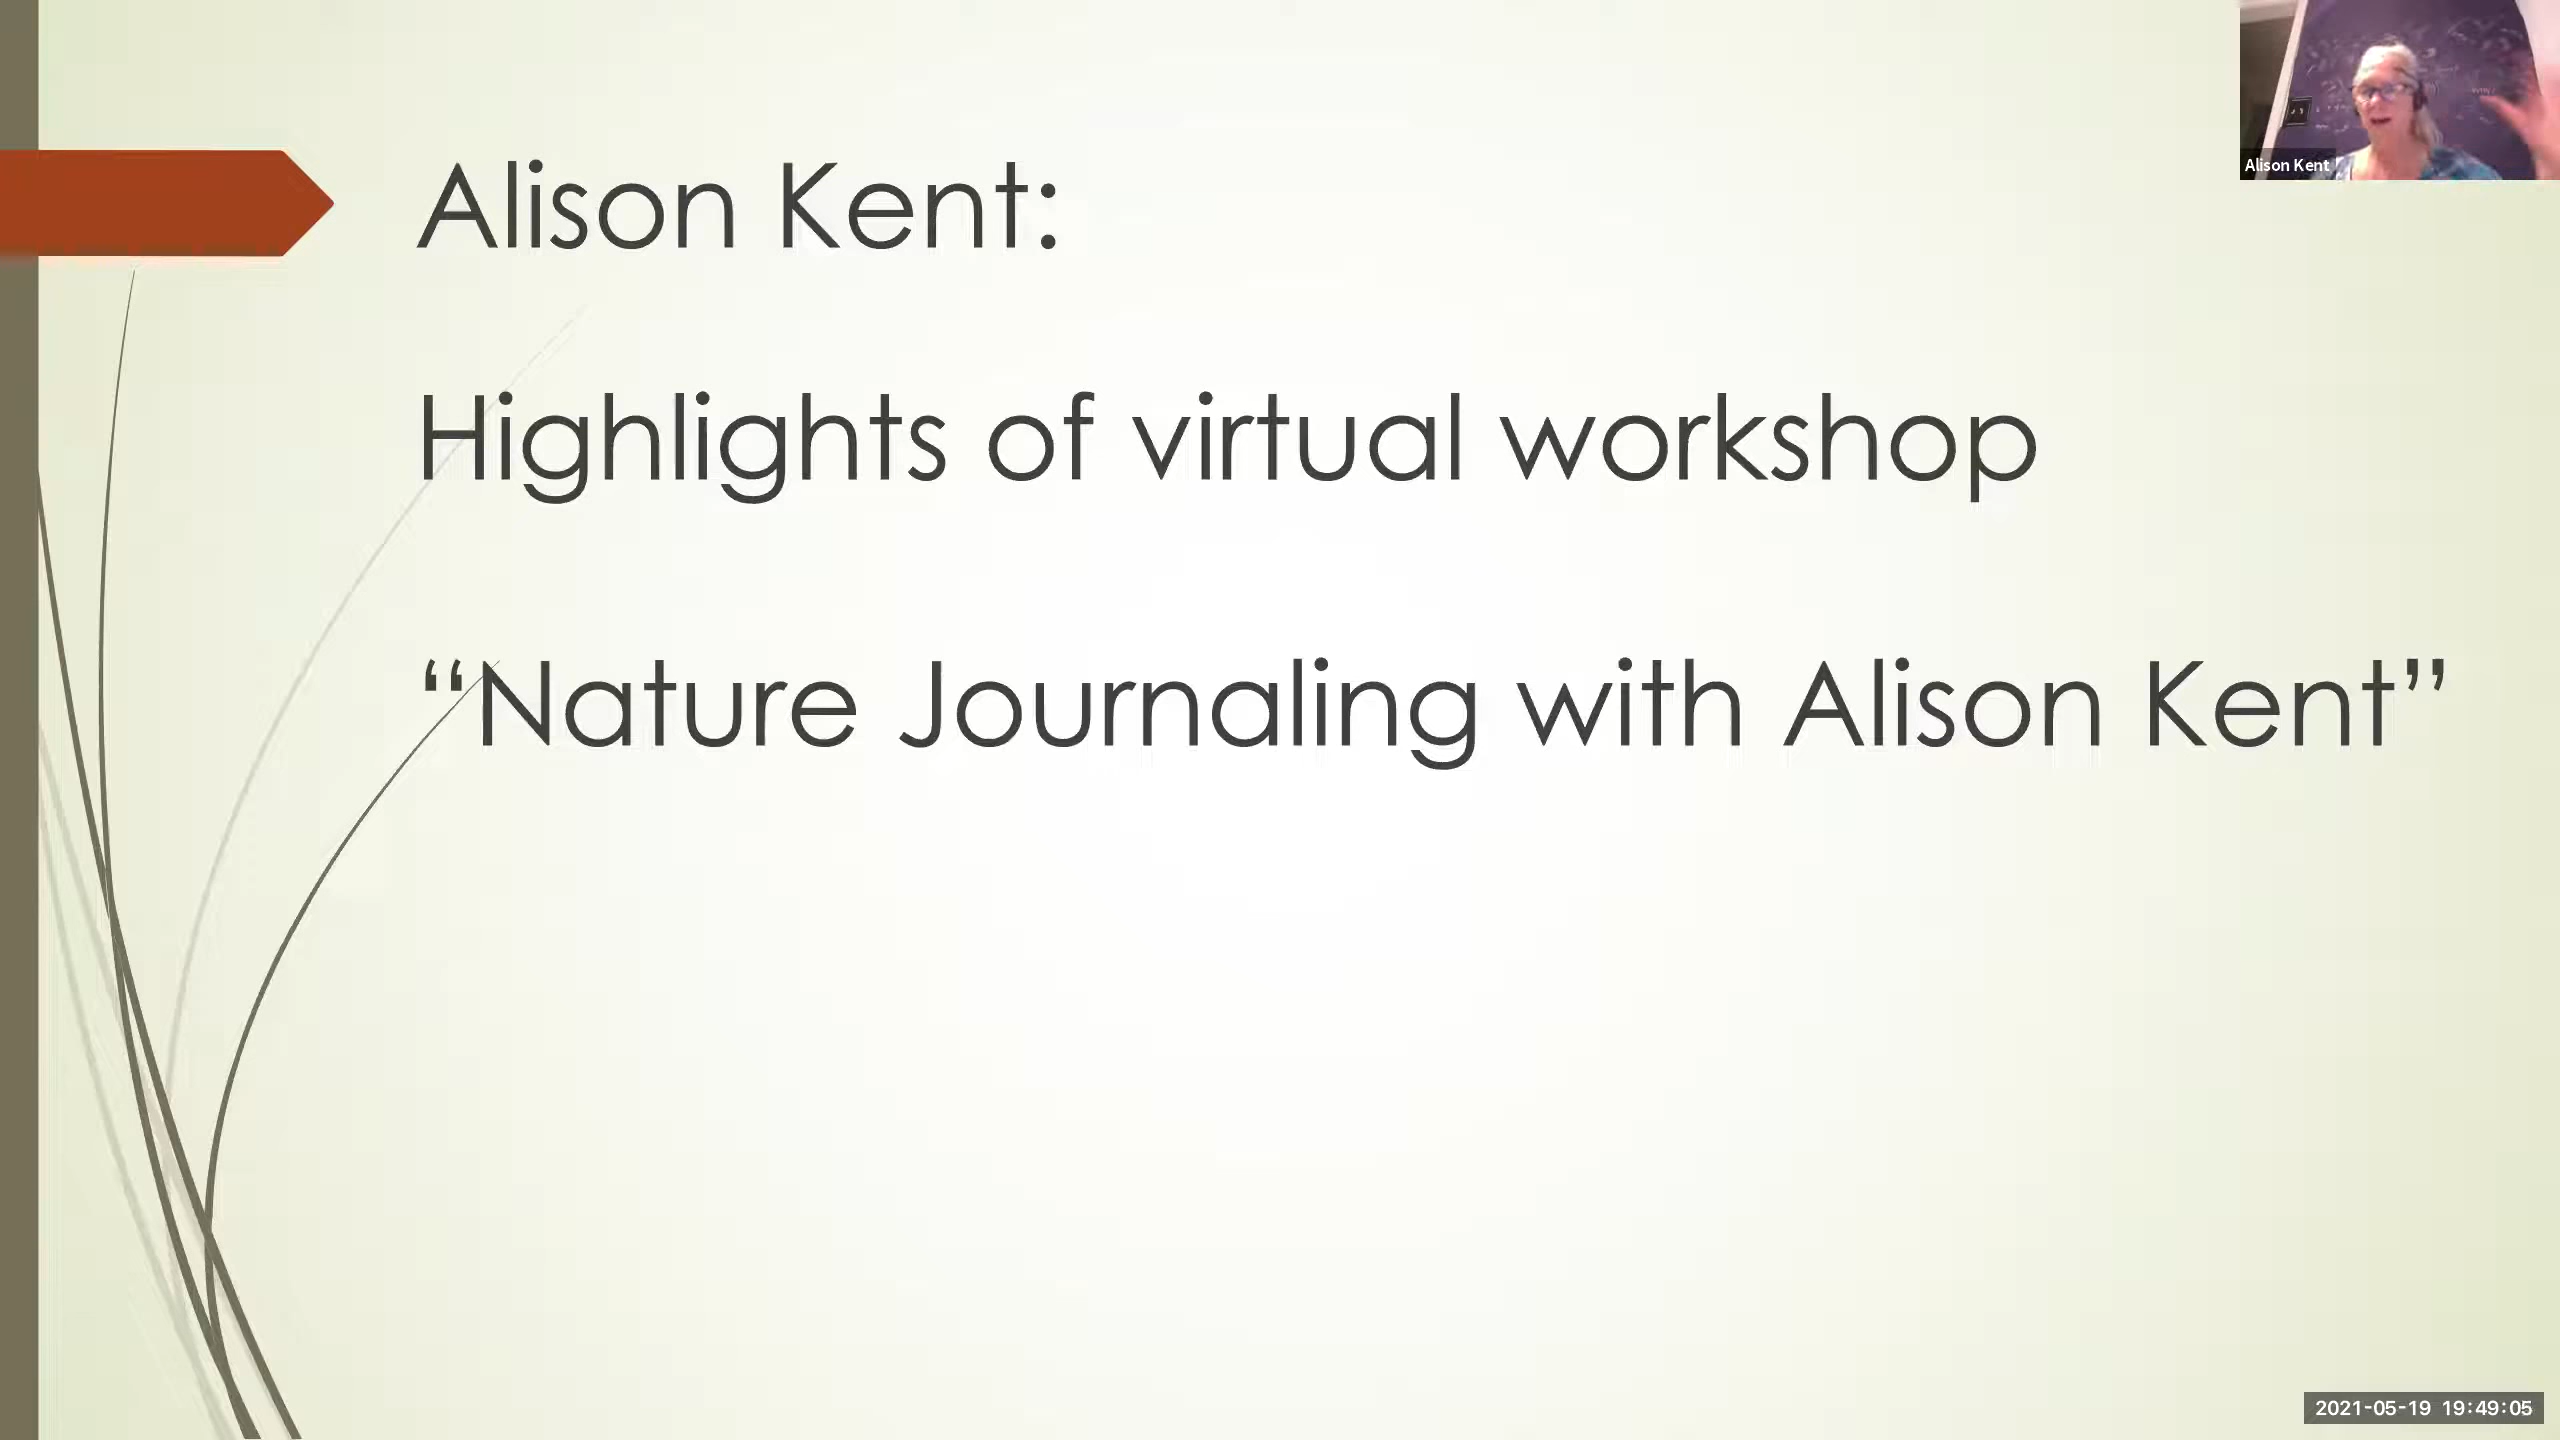 Alison Kent:
Highlights of virtual workshop
“Nature Journaling with Alison Kent”
Alison Kent
2021-05-19 19:49:05